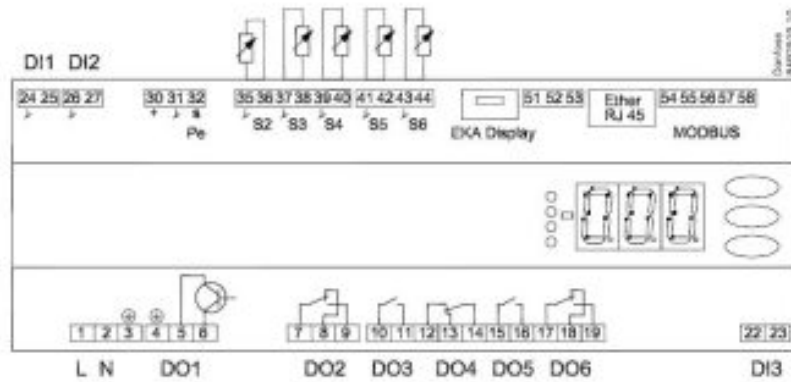 DI1 DI2
24 25 26 27 30 31 32 35 36 37 38 39 40 41 42 43 44 51 52 53 Ether RJ 45 54 55 56 57 58
+ s
Pe S2 S3 S4 S5 S6 EKA Display MODBUS
1 2 3 4 5 6 7 8 9 10 11 12 13 14 15 16 17 18 19 22 23
L N DO1 DO2 DO3 DO4 DO5 DO6 DI3
Danfoss